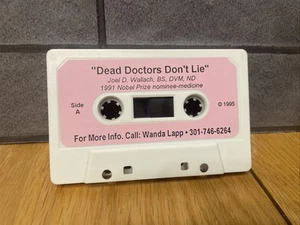 "Dead Doctors Don't Lie"
Joel D. Wallach, BS, DVM, ND
1991 Nobel Prize nominee-medicine
Side
A
© 1995
For More Info. Call: Wanda Lapp • 301-746-6264